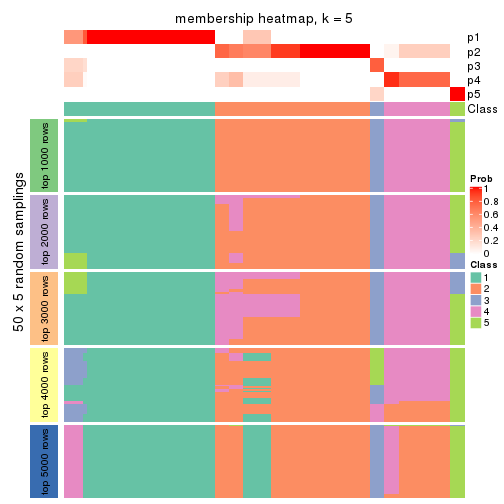 membership heatmap, k = 5
p1
p2
p3
p4
p5
Class
50 x 5 random samplings
top 1000 rows
top 2000 rows
top 3000 rows
top 4000 rows
top 5000 rows
Prob
1
0.8
0.6
0.4
0.2
0
Class
1
2
3
4
5